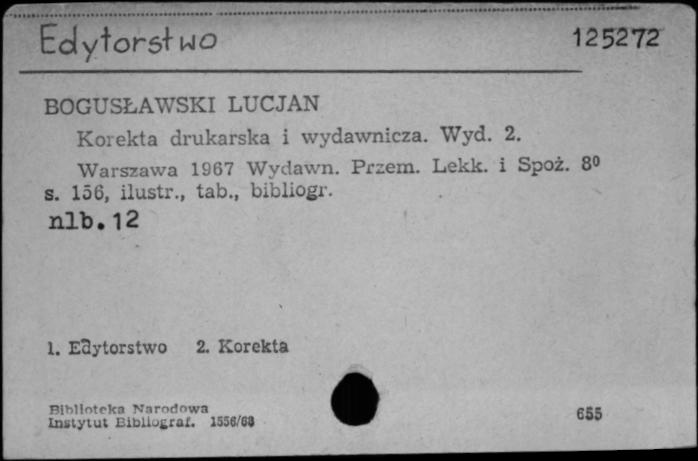 Edytorstwo 125272
BOGUSŁAWSKI LUCJAN
Korekta drukarska i wydawnicza. Wyd. 2.
Warszawa 1967 Wydawn. Przem. Lekk. i Spoż. 8⁰
s. 156, ilustr., tab., bibliogr.
nlb. 12
1. Edytorstwo 2. Korekta
Biblioteka Narodowa
Instytut Bibliograf. 1556/68 655